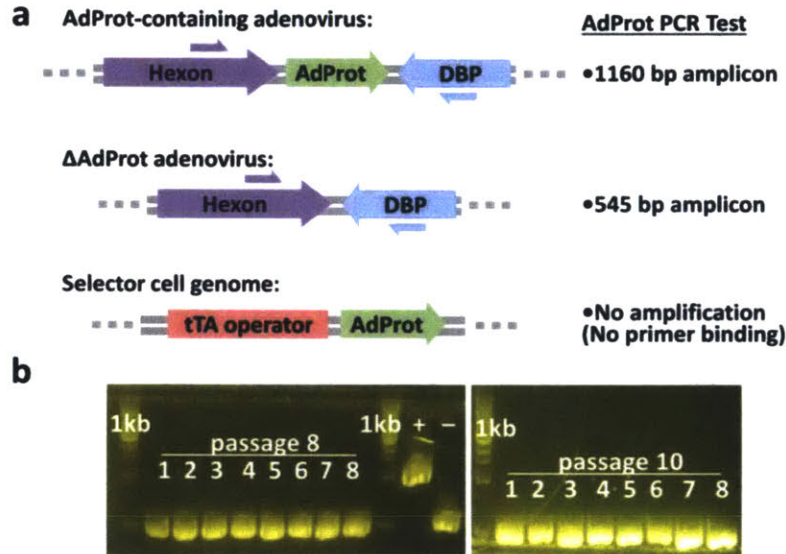 a
AdProt-containing adenovirus:
AdProt PCR Test
Hexon AdProt DBP
•1160 bp amplicon
ΔAdProt adenovirus:
Hexon DBP
•545 bp amplicon
Selector cell genome:
tTA operator AdProt
•No amplification
(No primer binding)
b
1kb passage 8 1kb + −
1 2 3 4 5 6 7 8
1kb passage 10
1 2 3 4 5 6 7 8